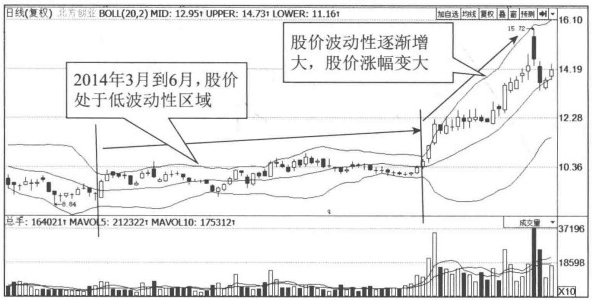 日线(复权) 北方创业 BOLL(20,2) MID: 12.95↑ UPPER: 14.73↑ LOWER: 11.16↑
加自选 均线 复权 预测
16.10
15.72
股价波动性逐渐增
大，股价涨幅变大
14.19
2014年3月到6月，股价
处于低波动性区域
12.28
10.36
8.84
总手: 164021↑ MAVOL5: 212322↑ MAVOL10: 175312↑
成交量
37196
18598
X10